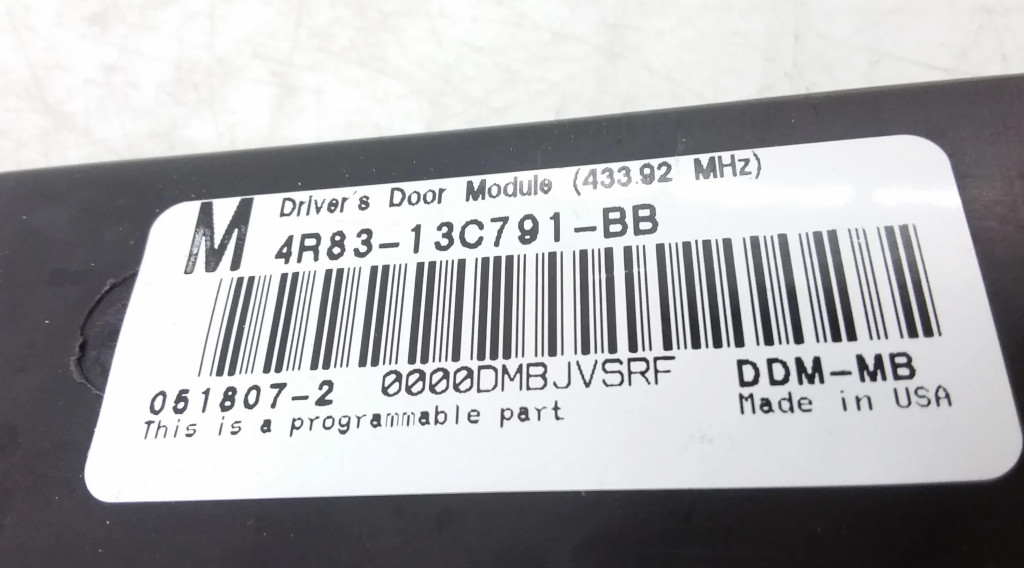 M
Driver's Door Module (433.92 MHz)
4R83-13C791-BB
051807-2 0000DMBJVSRF DDM-MB
This is a programmable part Made in USA